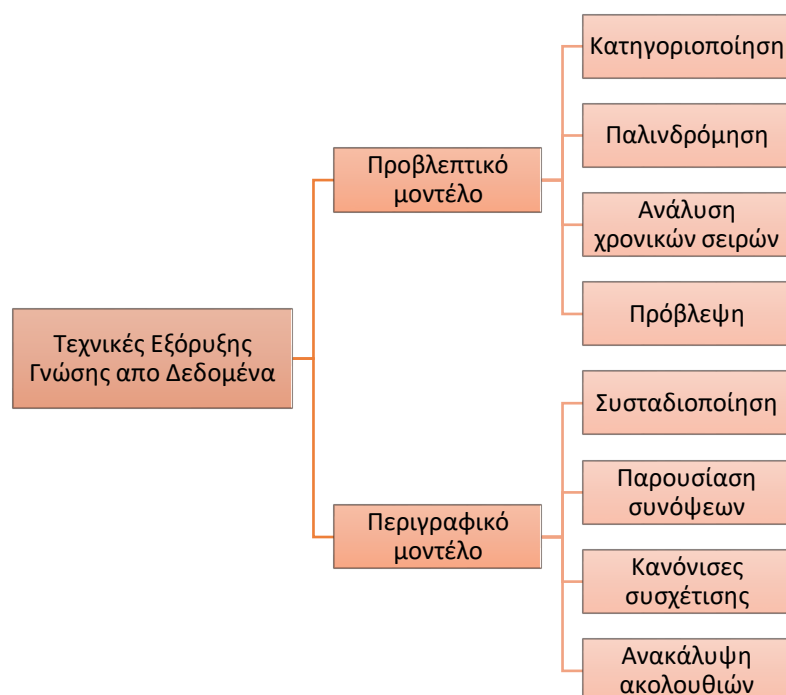 Τεχνικές Εξόρυξης
Γνώσης απο Δεδομένα
Προβλεπτικό
μοντέλο
Κατηγοριοποίηση
Παλινδρόμηση
Ανάλυση
χρονικών σειρών
Πρόβλεψη
Περιγραφικό
μοντέλο
Συσταδιοποίηση
Παρουσίαση
συνόψεων
Κανόνισες
συσχέτισης
Ανακάλυψη
ακολουθιών